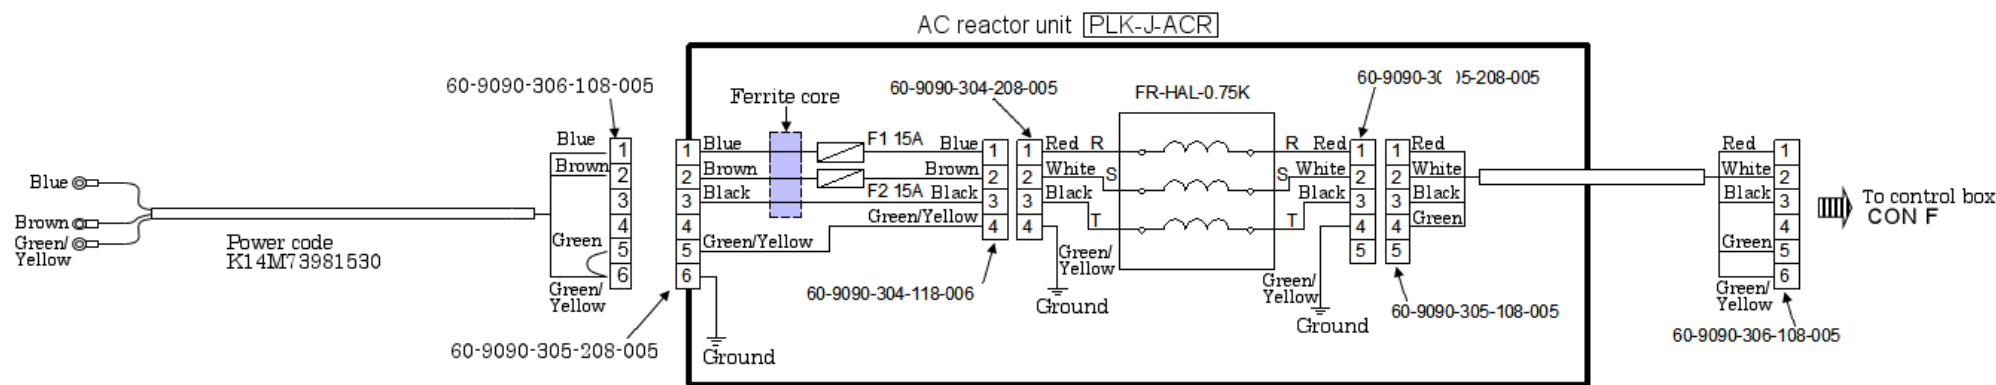 AC reactor unit PLK-J-ACR
60-9090-306-108-005
Ferrite core
60-9090-304-208-005
FR-HAL-0.75K
60-9090-3( )5-208-005
Blue
Brown
Green/
Yellow
Power code
K14M73981530
Blue
Brown
Green
Green/
Yellow
1
2
3
4
5
6
60-9090-305-208-005
1
2
3
4
5
6
Blue
Brown
Black
Green/Yellow
Ground
F1 15A
F2 15A
Blue
Brown
Black
Green/Yellow
1
2
3
4
60-9090-304-118-006
1
2
3
4
Red R
White S
Black
T
Green/
Yellow
Ground
R Red
S White
Black
T
Green/
Yellow
Ground
1
2
3
4
5
1
2
3
4
5
Red
White
Black
Green
60-9090-305-108-005
Red
White
Black
Green
Green/
Yellow
1
2
3
4
5
6
60-9090-306-108-005
To control box
CON F